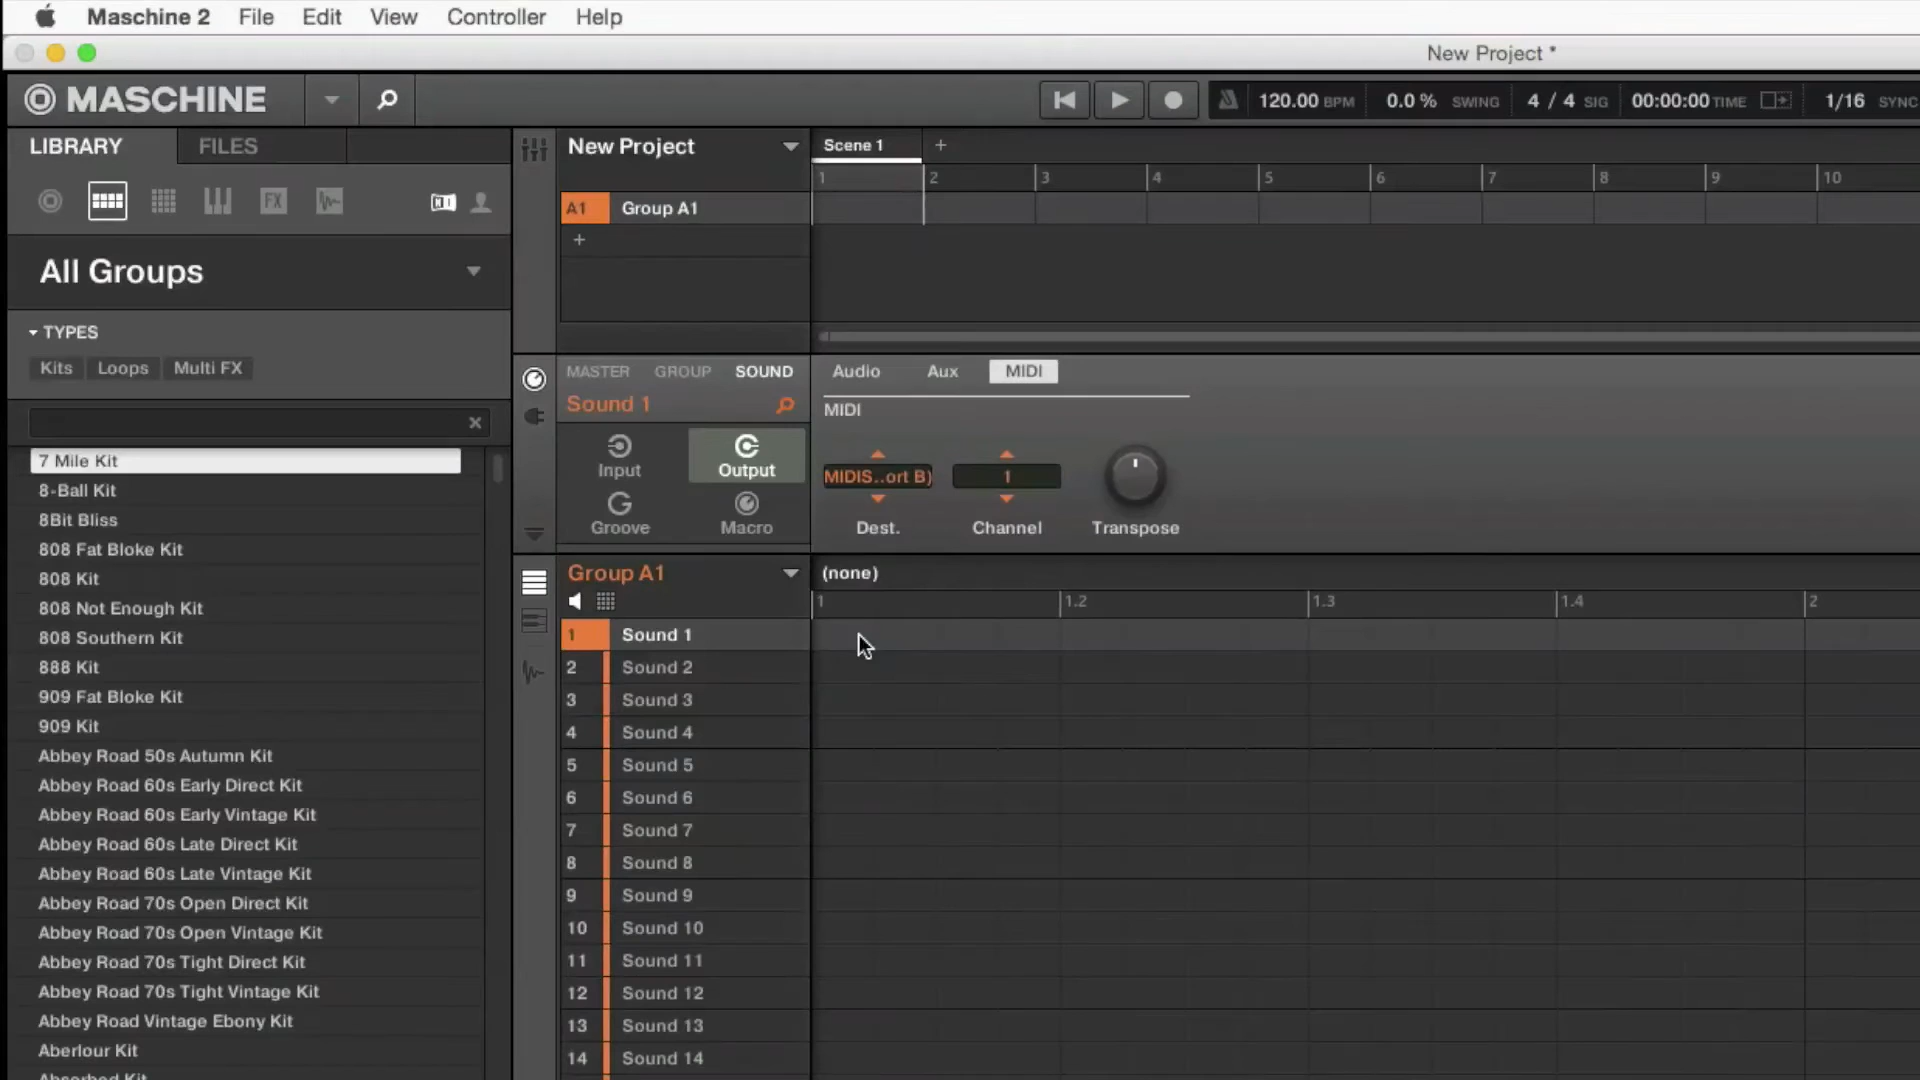 Maschine 2 File Edit View Controller Help
New Project *
MASCHINE
120.00 BPM 0.0 % SWING 4 / 4 SIG 00:00:00 TIME 1/16 SYNC
LIBRARY FILES
FX
All Groups
TYPES
Kits Loops Multi FX
7 Mile Kit
8-Ball Kit
8Bit Bliss
808 Fat Bloke Kit
808 Kit
808 Not Enough Kit
808 Southern Kit
888 Kit
909 Fat Bloke Kit
909 Kit
Abbey Road 50s Autumn Kit
Abbey Road 60s Early Direct Kit
Abbey Road 60s Early Vintage Kit
Abbey Road 60s Late Direct Kit
Abbey Road 60s Late Vintage Kit
Abbey Road 70s Open Direct Kit
Abbey Road 70s Open Vintage Kit
Abbey Road 70s Tight Direct Kit
Abbey Road 70s Tight Vintage Kit
Abbey Road Vintage Ebony Kit
Aberlour Kit
Absorbed Kit
New Project
Scene 1 +
1 2 3 4 5 6 7 8 9 10
A1 Group A1
+
MASTER GROUP SOUND
Sound 1
Input Output
Groove Macro
Audio Aux MIDI
MIDI
MIDIS..ort B) 1
Dest. Channel Transpose
Group A1
(none)
1 1.2 1.3 1.4 2
1 Sound 1
2 Sound 2
3 Sound 3
4 Sound 4
5 Sound 5
6 Sound 6
7 Sound 7
8 Sound 8
9 Sound 9
10 Sound 10
11 Sound 11
12 Sound 12
13 Sound 13
14 Sound 14